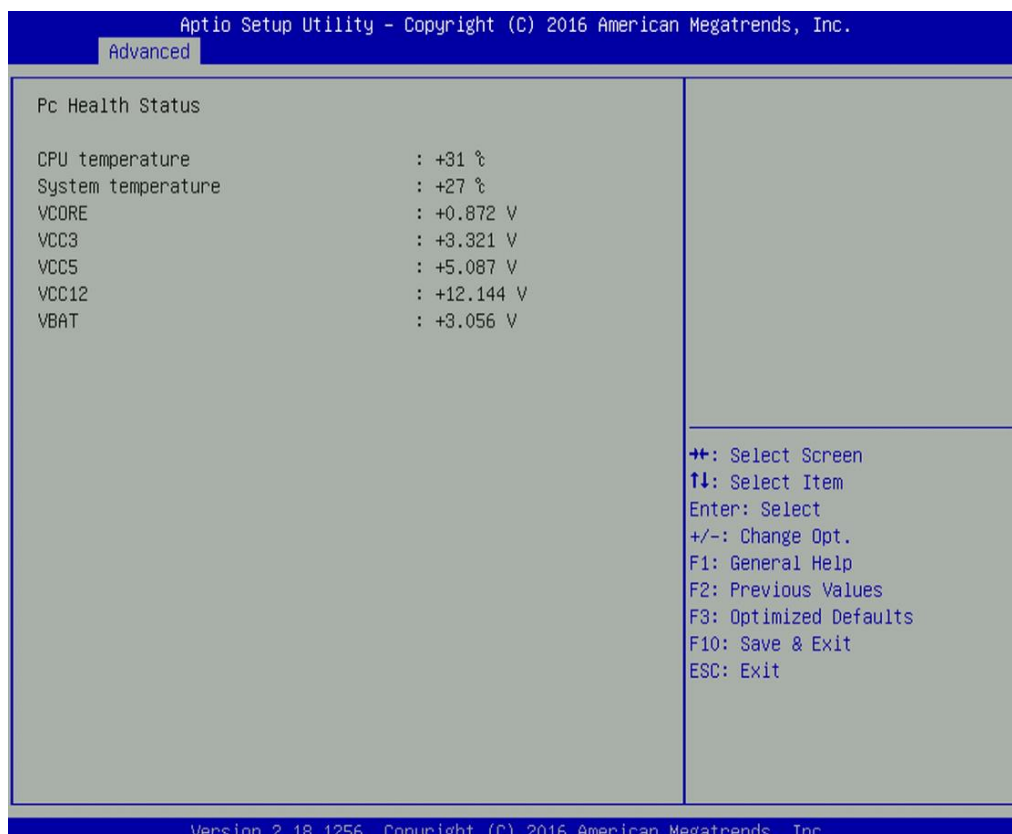 Aptio Setup Utility – Copyright (C) 2016 American Megatrends, Inc.
Advanced
Pc Health Status
CPU temperature : +31 ℃
System temperature : +27 ℃
VCORE : +0.872 V
VCC3 : +3.321 V
VCC5 : +5.087 V
VCC12 : +12.144 V
VBAT : +3.056 V
→←: Select Screen
↑↓: Select Item
Enter: Select
+/-: Change Opt.
F1: General Help
F2: Previous Values
F3: Optimized Defaults
F10: Save & Exit
ESC: Exit
Version 2.18.1256. Copyright (C) 2016 American Megatrends, Inc.